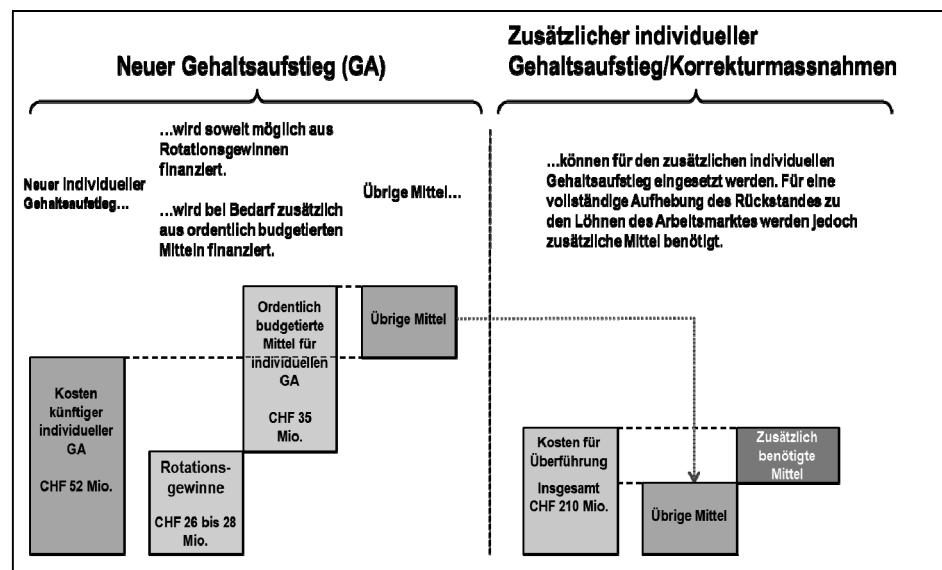 Neuer Gehaltsaufstieg (GA)
Zusätzlicher individueller
Gehaltsaufstieg/Korrekturmassnahmen
Neuer individueller
Gehaltsaufstieg...
...wird soweit möglich aus
Rotationsgewinnen
finanziert.
...wird bei Bedarf zusätzlich
aus ordentlich budgetierten
Mitteln finanziert.
Übrige Mittel...
...können für den zusätzlichen individuellen
Gehaltsaufstieg eingesetzt werden. Für eine
vollständige Aufhebung des Rückstandes zu
den Löhnen des Arbeitsmarktes werden jedoch
zusätzliche Mittel benötigt.
Kosten
künftiger
individueller
GA
CHF 52 Mio.
Rotations-
gewinne
CHF 26 bis 28
Mio.
Ordentlich
budgetierte
Mittel für
individuellen
GA
CHF 35
Mio.
Übrige Mittel
Kosten für
Überführung
Insgesamt
CHF 210 Mio.
Übrige Mittel
Zusätzlich
benötigte
Mittel